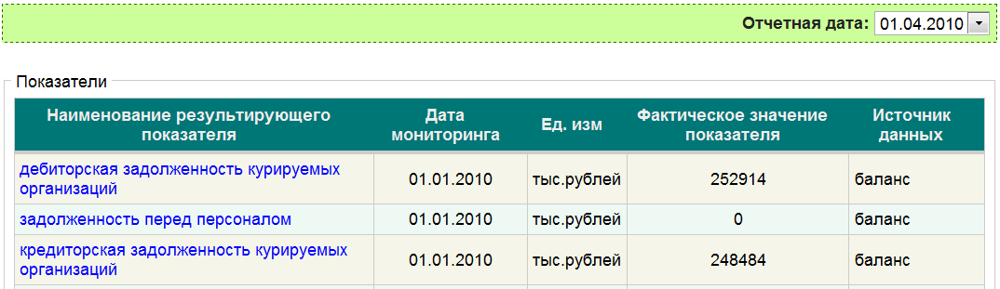 Отчетная дата: 01.04.2010
Показатели
Наименование результирующего показателя Дата мониторинга Ед. изм Фактическое значение показателя Источник данных
дебиторская задолженность курируемых организаций 01.01.2010 тыс.рублей 252914 баланс
задолженность перед персоналом 01.01.2010 тыс.рублей 0 баланс
кредиторская задолженность курируемых организаций 01.01.2010 тыс.рублей 248484 баланс